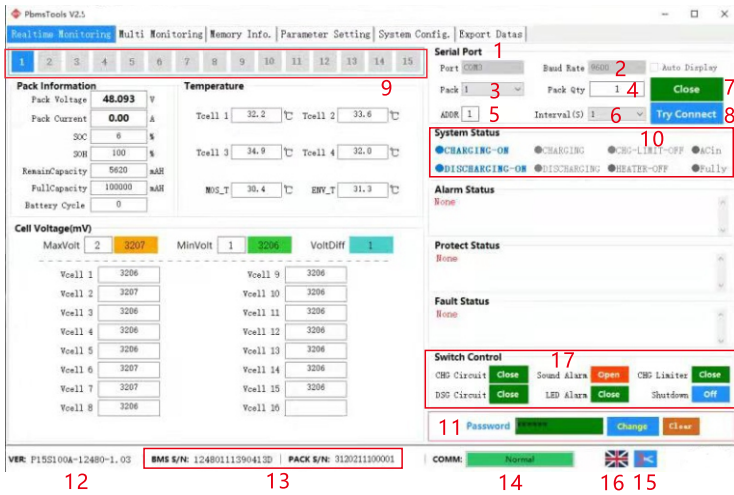 PbmsTools V2.5
Realtime Monitoring Multi Monitoring Memory Info. Parameter Setting System Config. Export Datas
1 2 3 4 5 6 7 8 9 10 11 12 13 14 15
9
Serial Port
1
Port COM3 Baud Rate 9600 Auto Display
2
Pack 1 Pack Qty 1 Close
3 4 7
ADDR 1 Interval(S) 1 Try Connect
5 6 8
Pack Information
Pack Voltage 48.093 V
Pack Current 0.00 A
SOC 6 %
SOH 100 %
RemainCapacity 5620 mAH
FullCapacity 100000 mAH
Battery Cycle 0
Temperature
Tcell 1 32.2 ℃ Tcell 2 33.6 ℃
Tcell 3 34.9 ℃ Tcell 4 32.0 ℃
MOS_T 30.4 ℃ ENV_T 31.3 ℃
System Status
10
CHARGING-ON CHARGING CHG-LIMIT-OFF ACin
DISCHARGING-ON DISCHARGING HEATER-OFF Fully
Alarm Status
None
Protect Status
None
Fault Status
None
Cell Voltage(mV)
MaxVolt 2 3207 MinVolt 1 3206 VoltDiff 1
Vcell 1 3206 Vcell 9 3206
Vcell 2 3207 Vcell 10 3206
Vcell 3 3206 Vcell 11 3206
Vcell 4 3206 Vcell 12 3206
Vcell 5 3206 Vcell 13 3206
Vcell 6 3207 Vcell 14 3206
Vcell 7 3207 Vcell 15 3206
Vcell 8 3206 Vcell 16
Switch Control
17
CHG Circuit Close Sound Alarm Open CHG Limiter Close
DSG Circuit Close LED Alarm Close Shutdown Off
11 Password ****** Change Clear
VER: P15S100A-12480-1.03 BMS S/N: 1248011139041SD PACK S/N: 3120211100001 COMM: Normal
12 13 14 16 15